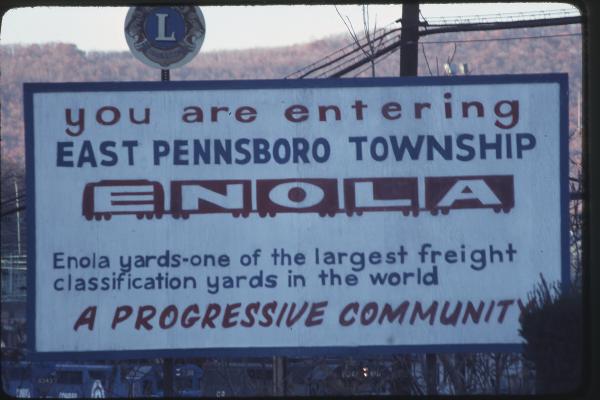 L
you are entering
EAST PENNSBORO TOWNSHIP
ENOLA
Enola yards-one of the largest freight
classification yards in the world
A PROGRESSIVE COMMUNITY